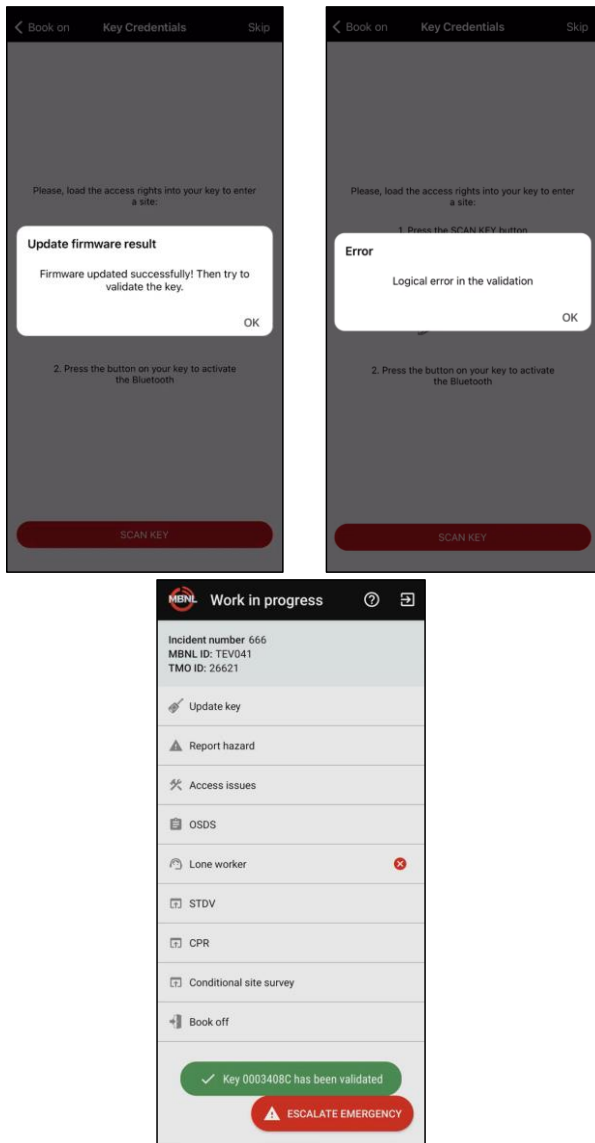 Book on Key Credentials Skip
Please, load the access rights into your key to enter
a site:
Update firmware result
Firmware updated successfully! Then try to
validate the key.
OK
2. Press the button on your key to activate
the Bluetooth
SCAN KEY
Book on Key Credentials Skip
Please, load the access rights into your key to enter
a site:
1. Press the SCAN KEY button
Error
Logical error in the validation
OK
2. Press the button on your key to activate
the Bluetooth
SCAN KEY
MBNL Work in progress
Incident number 666
MBNL ID: TEV041
TMO ID: 26621
Update key
Report hazard
Access issues
OSDS
Lone worker
STDV
CPR
Conditional site survey
Book off
Key 0003408C has been validated
ESCALATE EMERGENCY